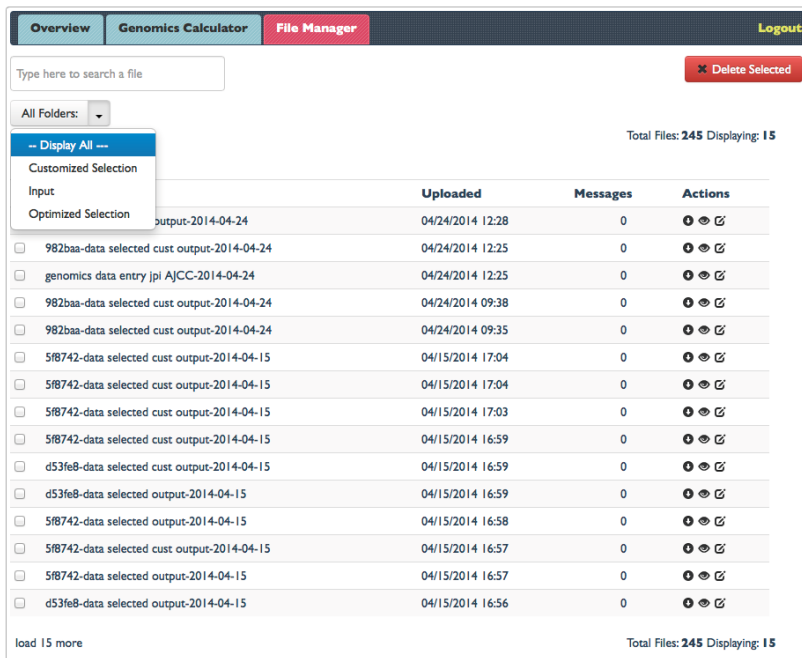 Overview Genomics Calculator File Manager Logout
Type here to search a file
Delete Selected
All Folders:
Total Files: 245 Displaying: 15
-- Display All ---
Customized Selection
Input
Optimized Selection
Uploaded Messages Actions
output-2014-04-24 04/24/2014 12:28 0
982baa-data selected cust output-2014-04-24 04/24/2014 12:25 0
genomics data entry jpi AJCC-2014-04-24 04/24/2014 12:25 0
982baa-data selected cust output-2014-04-24 04/24/2014 09:38 0
982baa-data selected cust output-2014-04-24 04/24/2014 09:35 0
5f8742-data selected cust output-2014-04-15 04/15/2014 17:04 0
5f8742-data selected cust output-2014-04-15 04/15/2014 17:04 0
5f8742-data selected cust output-2014-04-15 04/15/2014 17:03 0
5f8742-data selected cust output-2014-04-15 04/15/2014 16:59 0
d53fe8-data selected cust output-2014-04-15 04/15/2014 16:59 0
d53fe8-data selected output-2014-04-15 04/15/2014 16:59 0
5f8742-data selected output-2014-04-15 04/15/2014 16:58 0
5f8742-data selected cust output-2014-04-15 04/15/2014 16:57 0
5f8742-data selected output-2014-04-15 04/15/2014 16:57 0
d53fe8-data selected output-2014-04-15 04/15/2014 16:56 0
load 15 more Total Files: 245 Displaying: 15